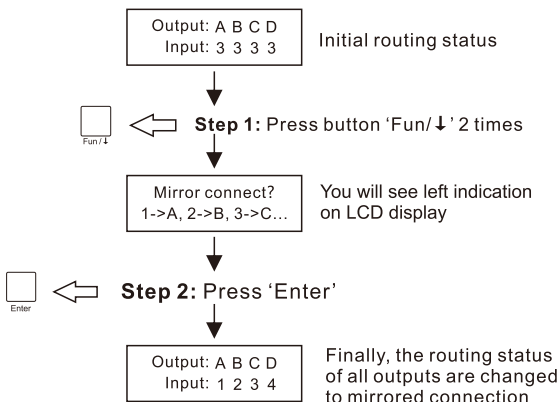 Output: A B C D
Input: 3 3 3 3
Initial routing status
Fun/↓
Step 1: Press button ‘Fun/↓’ 2 times
Mirror connect?
1->A, 2->B, 3->C...
You will see left indication
on LCD display
Enter
Step 2: Press ‘Enter’
Output: A B C D
Input: 1 2 3 4
Finally, the routing status
of all outputs are changed
to mirrored connection